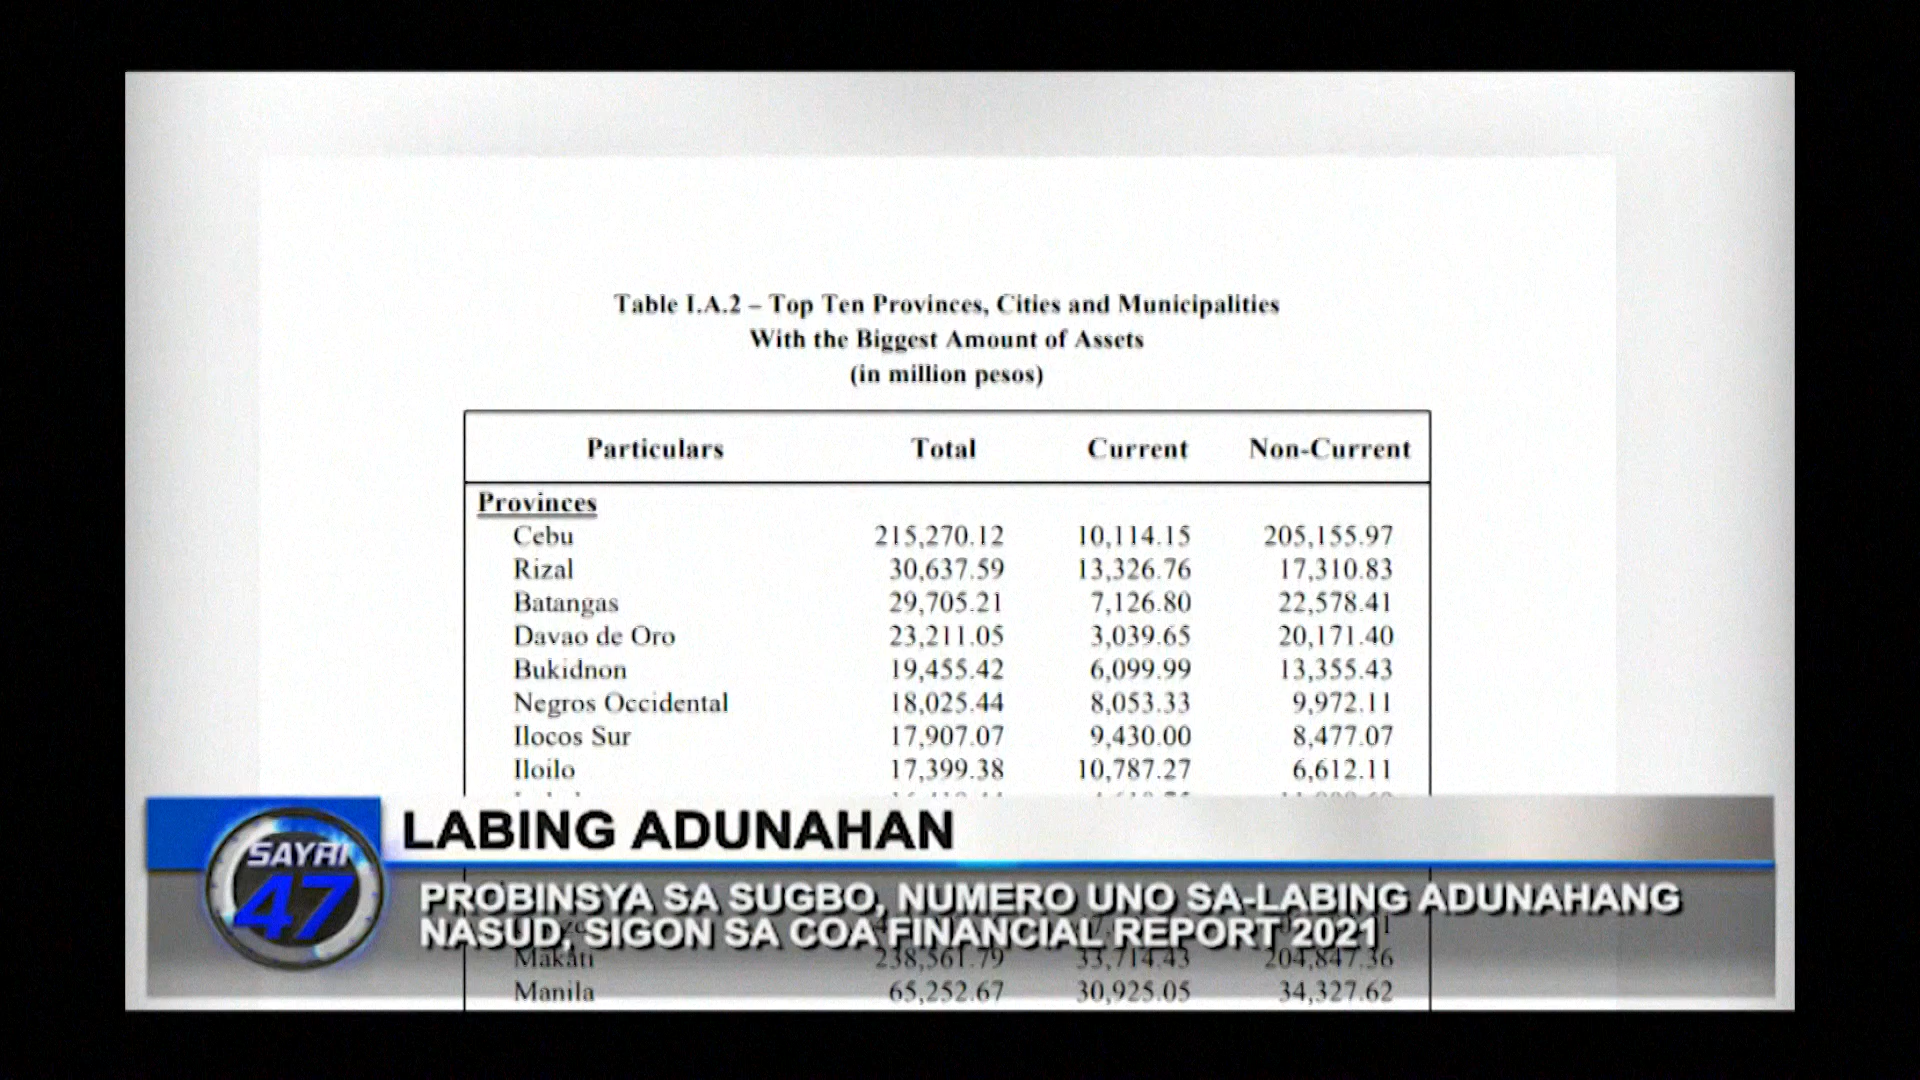 Table I.A.2 – Top Ten Provinces, Cities and Municipalities
With the Biggest Amount of Assets
(in million pesos)
Particulars Total Current Non-Current
Provinces
Cebu 215,270.12 10,114.15 205,155.97
Rizal 30,637.59 13,326.76 17,310.83
Batangas 29,705.21 7,126.80 22,578.41
Davao de Oro 23,211.05 3,039.65 20,171.40
Bukidnon 19,455.42 6,099.99 13,355.43
Negros Occidental 18,025.44 8,053.33 9,972.11
Ilocos Sur 17,907.07 9,430.00 8,477.07
Iloilo 17,399.38 10,787.27 6,612.11
LABING ADUNAHAN
SAYRI
47
PROBINSYA SA SUGBO, NUMERO UNO SA-LABING ADUNAHANG
NASUD, SIGON SA COA FINANCIAL REPORT 2021
Makati 238,561.79 33,714.43 204,847.36
Manila 65,252.67 30,925.05 34,327.62